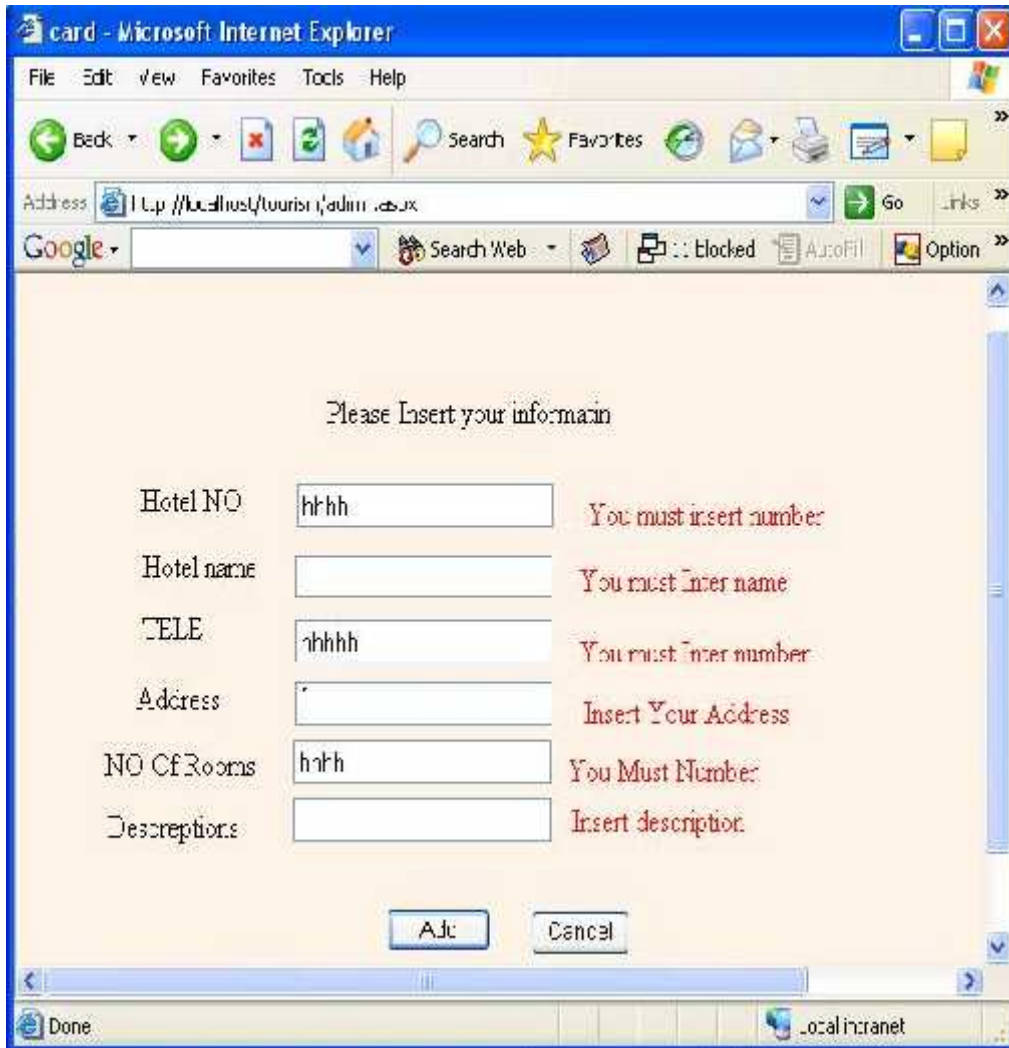 card - Microsoft Internet Explorer
File Edit View Favorites Tools Help
Back Search Favorites
Address Go Links
Google Search Web blocked AutoFill Option
Please Insert your informatin
Hotel NO hhhh You must insert number
Hotel name You must Inter name
TELE hhhhh You must Inter number
Address Insert Your Address
NO Of Rooms hhhh You Must Number
Descreptions Insert description
Add Cancel
Done Local intranet